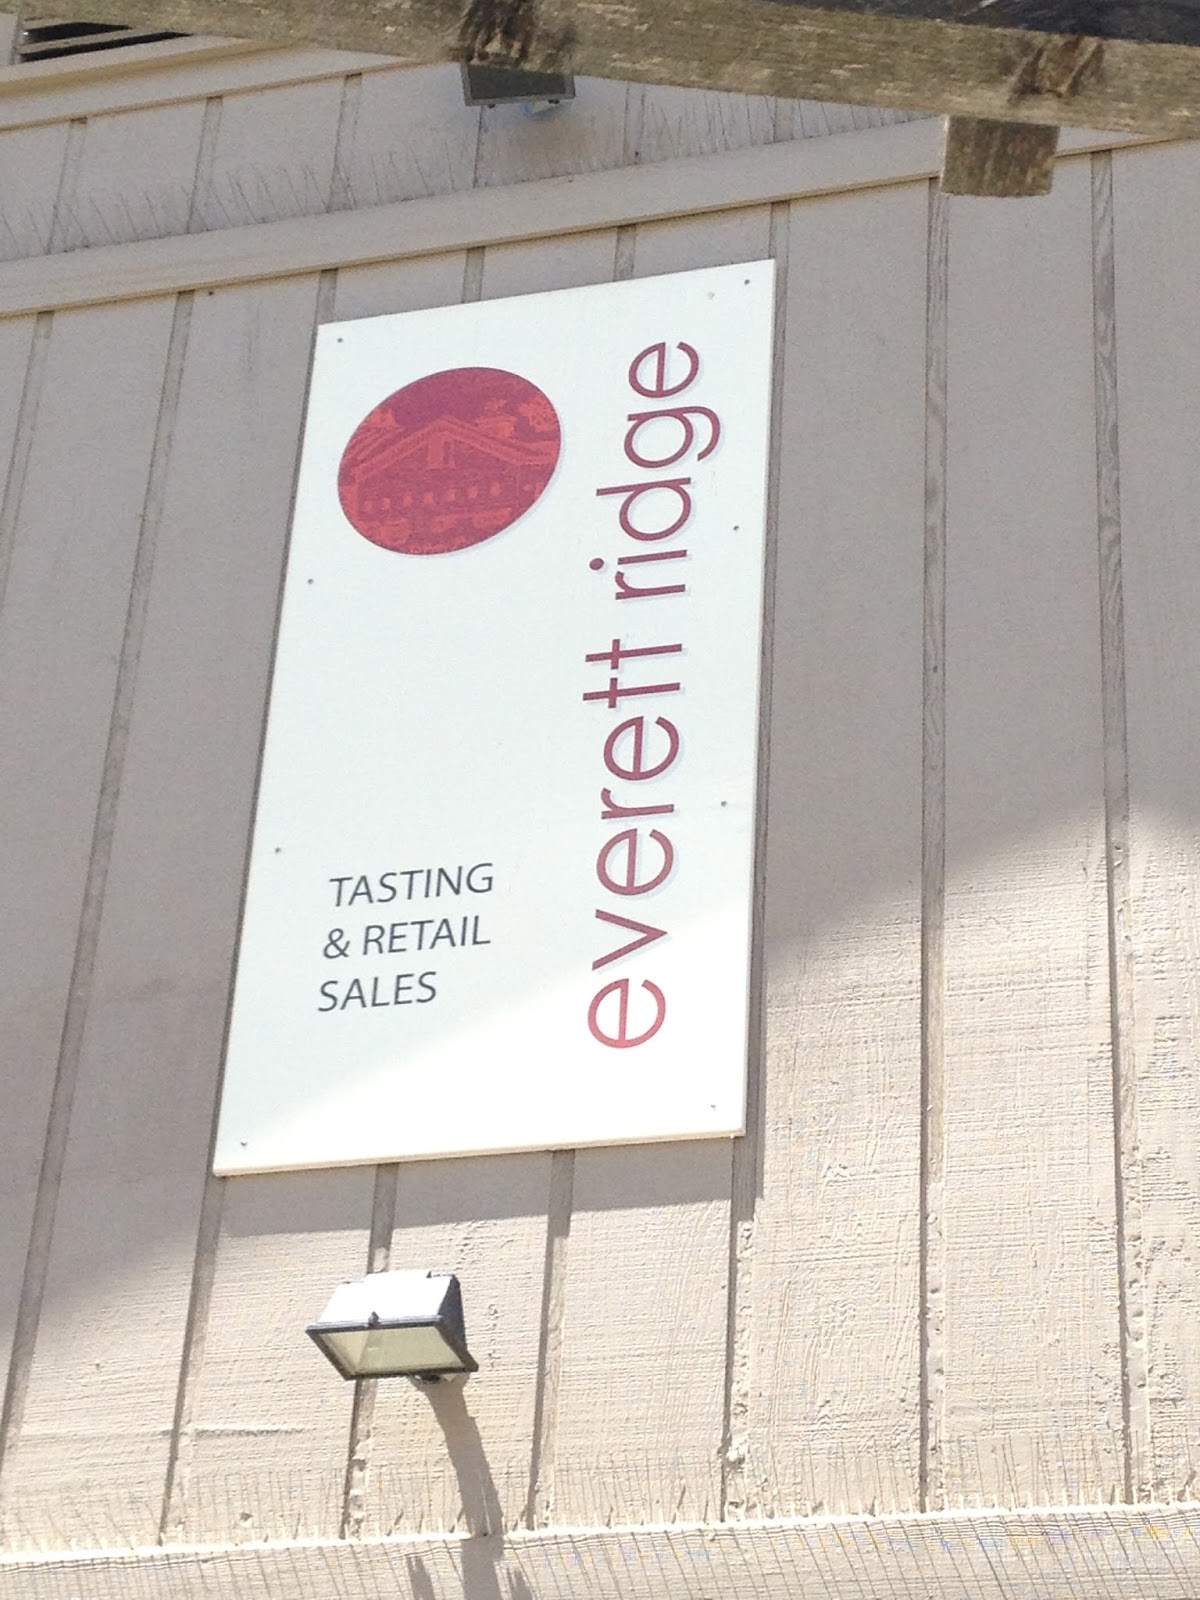 everett ridge
TASTING
& RETAIL
SALES